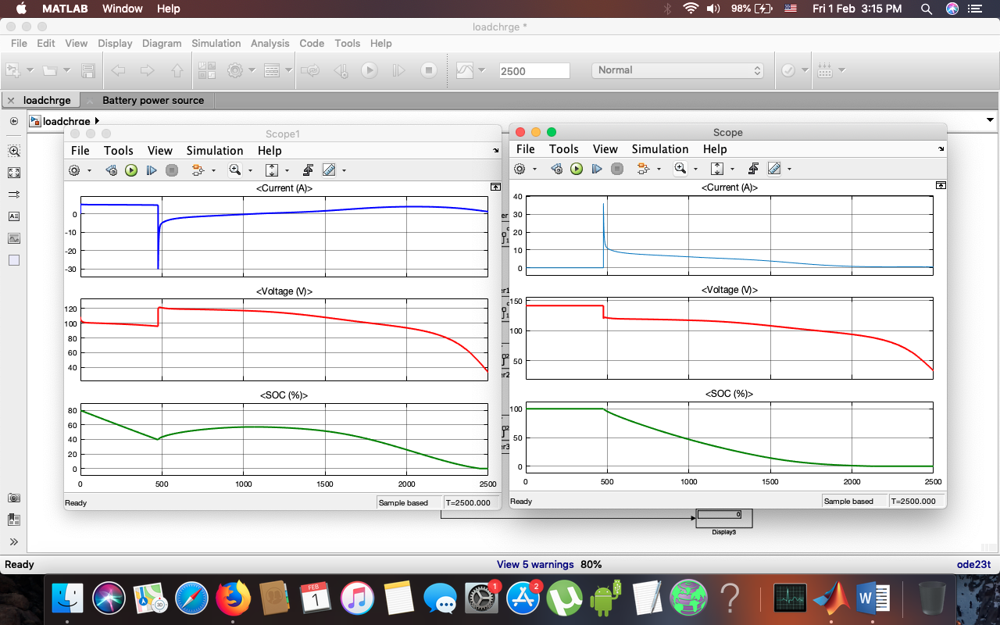 MATLAB Window Help 98% Fri 1 Feb 3:15 PM
loadchrge *
File Edit View Display Diagram Simulation Analysis Code Tools Help
2500 Normal
loadchrge Battery power source
loadchrge
Scope1
File Tools View Simulation Help
<Current (A)>
0
-10
-20
-30
<Voltage (V)>
120
100
80
60
40
<SOC (%)>
80
60
40
20
0
0 500 1000 1500 2000 2500
Ready Sample based T=2500.000
Scope
File Tools View Simulation Help
<Current (A)>
40
30
20
10
0
<Voltage (V)>
150
100
50
<SOC (%)>
100
50
0
0 500 1000 1500 2000 2500
Ready Sample based T=2500.000
0
Display3
Ready View 5 warnings 80% ode23t
FEB
1
30
1
2
W